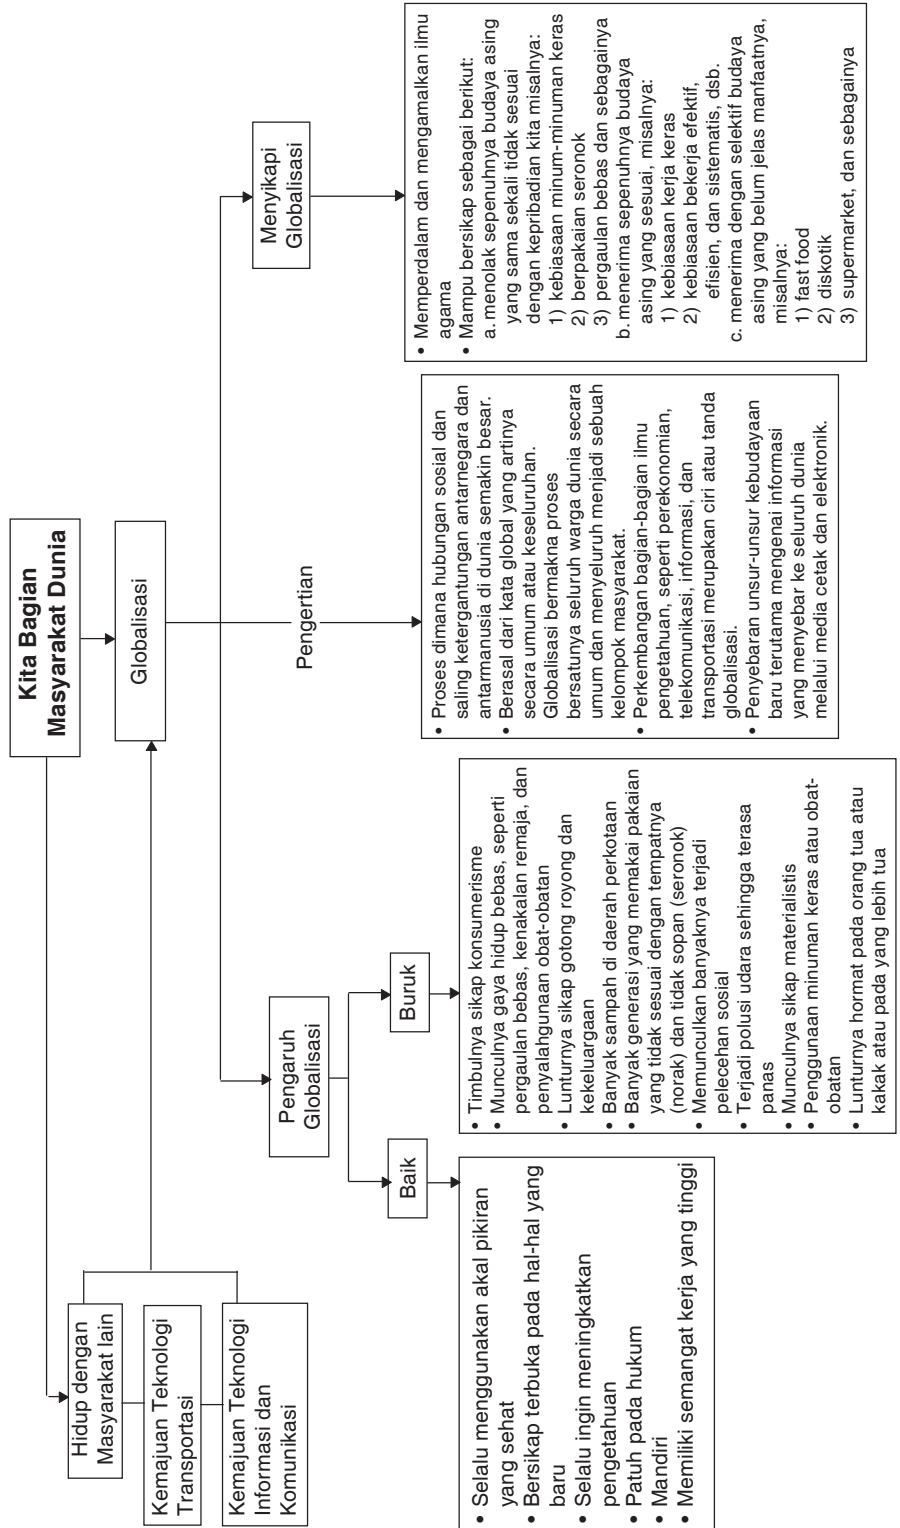 Kita Bagian
Masyarakat Dunia
Hidup dengan
Masyarakat lain
Kemajuan Teknologi
Transportasi
Kemajuan Teknologi
Informasi dan
Komunikasi
Globalisasi
Pengaruh
Globalisasi
Baik
• Selalu menggunakan akal pikiran
yang sehat
• Bersikap terbuka pada hal-hal yang
baru
• Selalu ingin meningkatkan
pengetahuan
• Patuh pada hukum
• Mandiri
• Memiliki semangat kerja yang tinggi
Buruk
• Timbulnya sikap konsumerisme
• Munculnya gaya hidup bebas, seperti
pergaulan bebas, kenakalan remaja, dan
penyalahgunaan obat-obatan
• Lunturnya sikap gotong royong dan
kekeluargaan
• Banyak sampah di daerah perkotaan
• Banyak generasi yang memakai pakaian
yang tidak sesuai dengan tempatnya
(norak) dan tidak sopan (seronok)
• Memunculkan banyaknya terjadi
pelecehan sosial
• Terjadi polusi udara sehingga terasa
panas
• Munculnya sikap materialistis
• Penggunaan minuman keras atau obat-
obatan
• Lunturnya hormat pada orang tua atau
kakak atau pada yang lebih tua
Pengertian
• Proses dimana hubungan sosial dan
saling ketergantungan antarnegara dan
antarmanusia di dunia semakin besar.
• Berasal dari kata global yang artinya
secara umum atau keseluruhan.
Globalisasi bermakna proses
bersatunya seluruh warga dunia secara
umum dan menyeluruh menjadi sebuah
kelompok masyarakat.
• Perkembangan bagian-bagian ilmu
pengetahuan, seperti perekonomian,
telekomunikasi, informasi, dan
transportasi merupakan ciri atau tanda
globalisasi.
• Penyebaran unsur-unsur kebudayaan
baru terutama mengenai informasi
yang menyebar ke seluruh dunia
melalui media cetak dan elektronik.
Menyikapi
Globalisasi
• Memperdalam dan mengamalkan ilmu
agama
• Mampu bersikap sebagai berikut:
a. menolak sepenuhnya budaya asing
yang sama sekali tidak sesuai
dengan kepribadian kita misalnya:
1) kebiasaan minum-minuman keras
2) berpakaian seronok
3) pergaulan bebas dan sebagainya
b. menerima sepenuhnya budaya
asing yang sesuai, misalnya:
1) kebiasaan kerja keras
2) kebiasaan bekerja efektif,
efisien, dan sistematis, dsb.
c. menerima dengan selektif budaya
asing yang belum jelas manfaatnya,
misalnya:
1) fast food
2) diskotik
3) supermarket, dan sebagainya